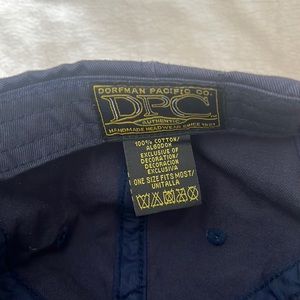 DORFMAN PACIFIC CO.
DPC
AUTHENTIC
HANDMADE HEADWEAR SINCE 1921
100% COTTON/
ALGODON
EXCLUSIVE OF
DECORATION/
DECORACION
EXCLUSIVA
ONE SIZE FITS MOST/
UNITALLA